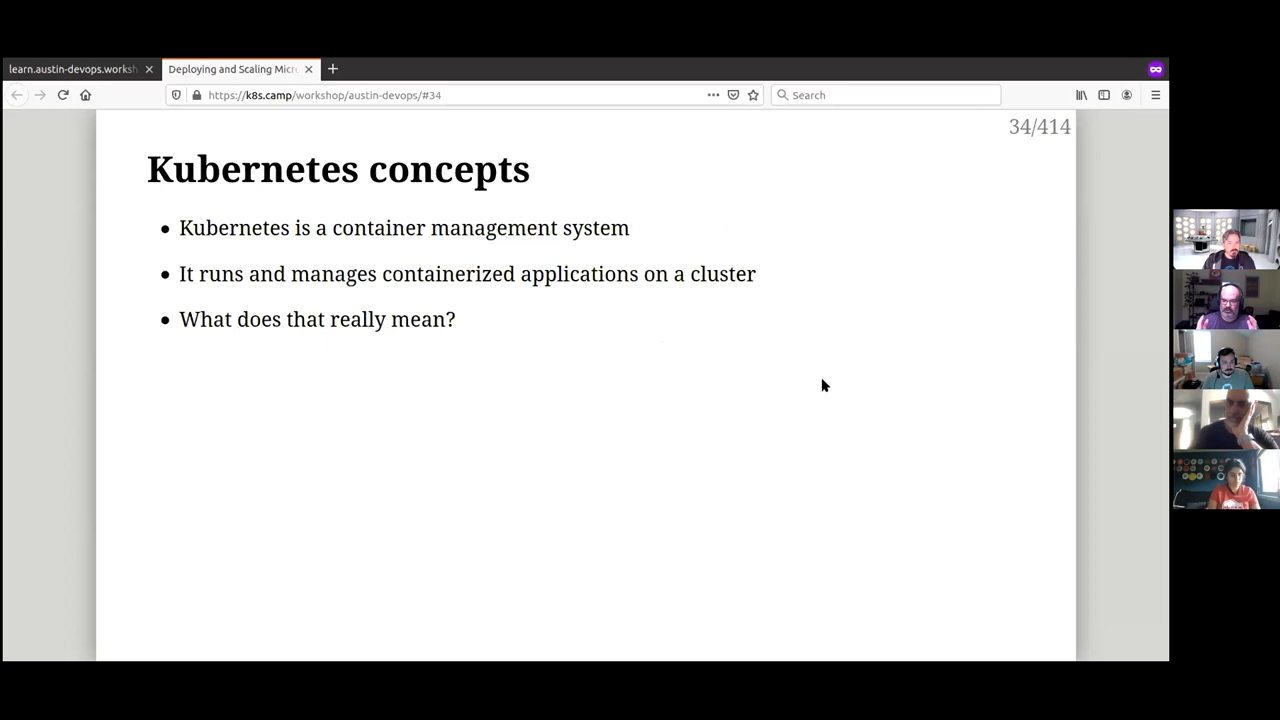 learn.austin-devops.worksh
Deploying and Scaling Micr
https://k8s.camp/workshop/austin-devops/#34
Search
34/414
Kubernetes concepts
• Kubernetes is a container management system
• It runs and manages containerized applications on a cluster
• What does that really mean?